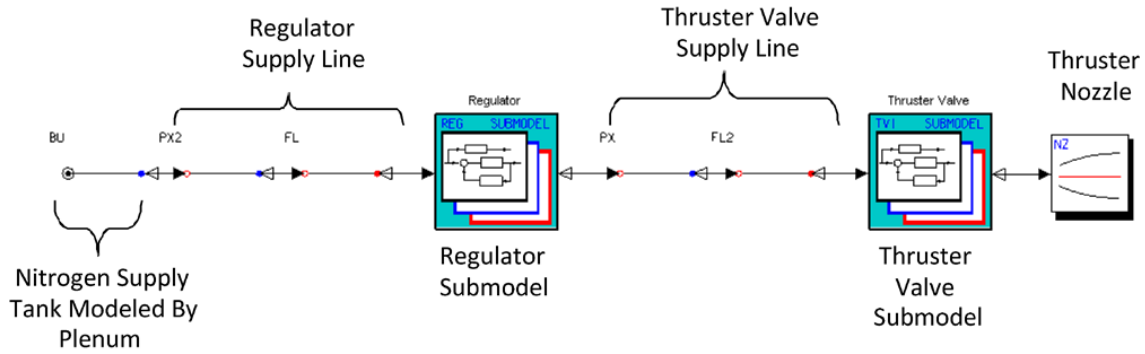 Regulator
Supply Line
Thruster Valve
Supply Line
Thruster
Nozzle
BU
PX2
FL
Regulator
REG SUBMODEL
PX
FL2
Thruster Valve
TV1 SUBMODEL
NZ
Nitrogen Supply
Tank Modeled By
Plenum
Regulator
Submodel
Thruster
Valve
Submodel